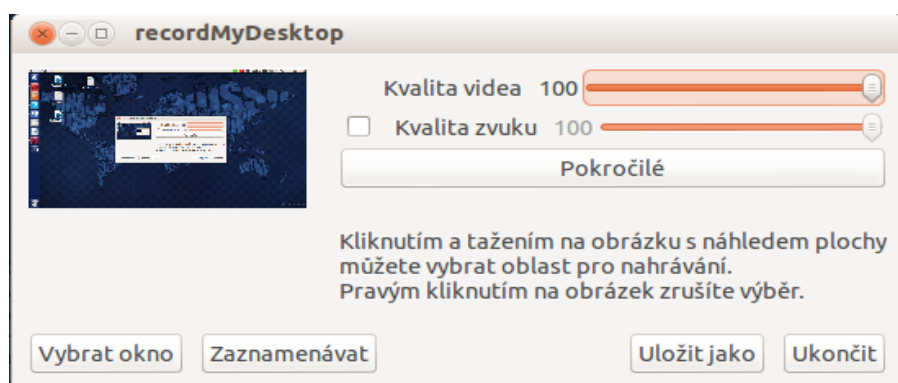 recordMyDesktop
Kvalita videa 100
Kvalita zvuku 100
Pokročilé
Kliknutím a tažením na obrázku s náhledem plochy
můžete vybrat oblast pro nahrávání.
Pravým kliknutím na obrázek zrušíte výběr.
Vybrat okno Zaznamenávat Uložit jako Ukončit